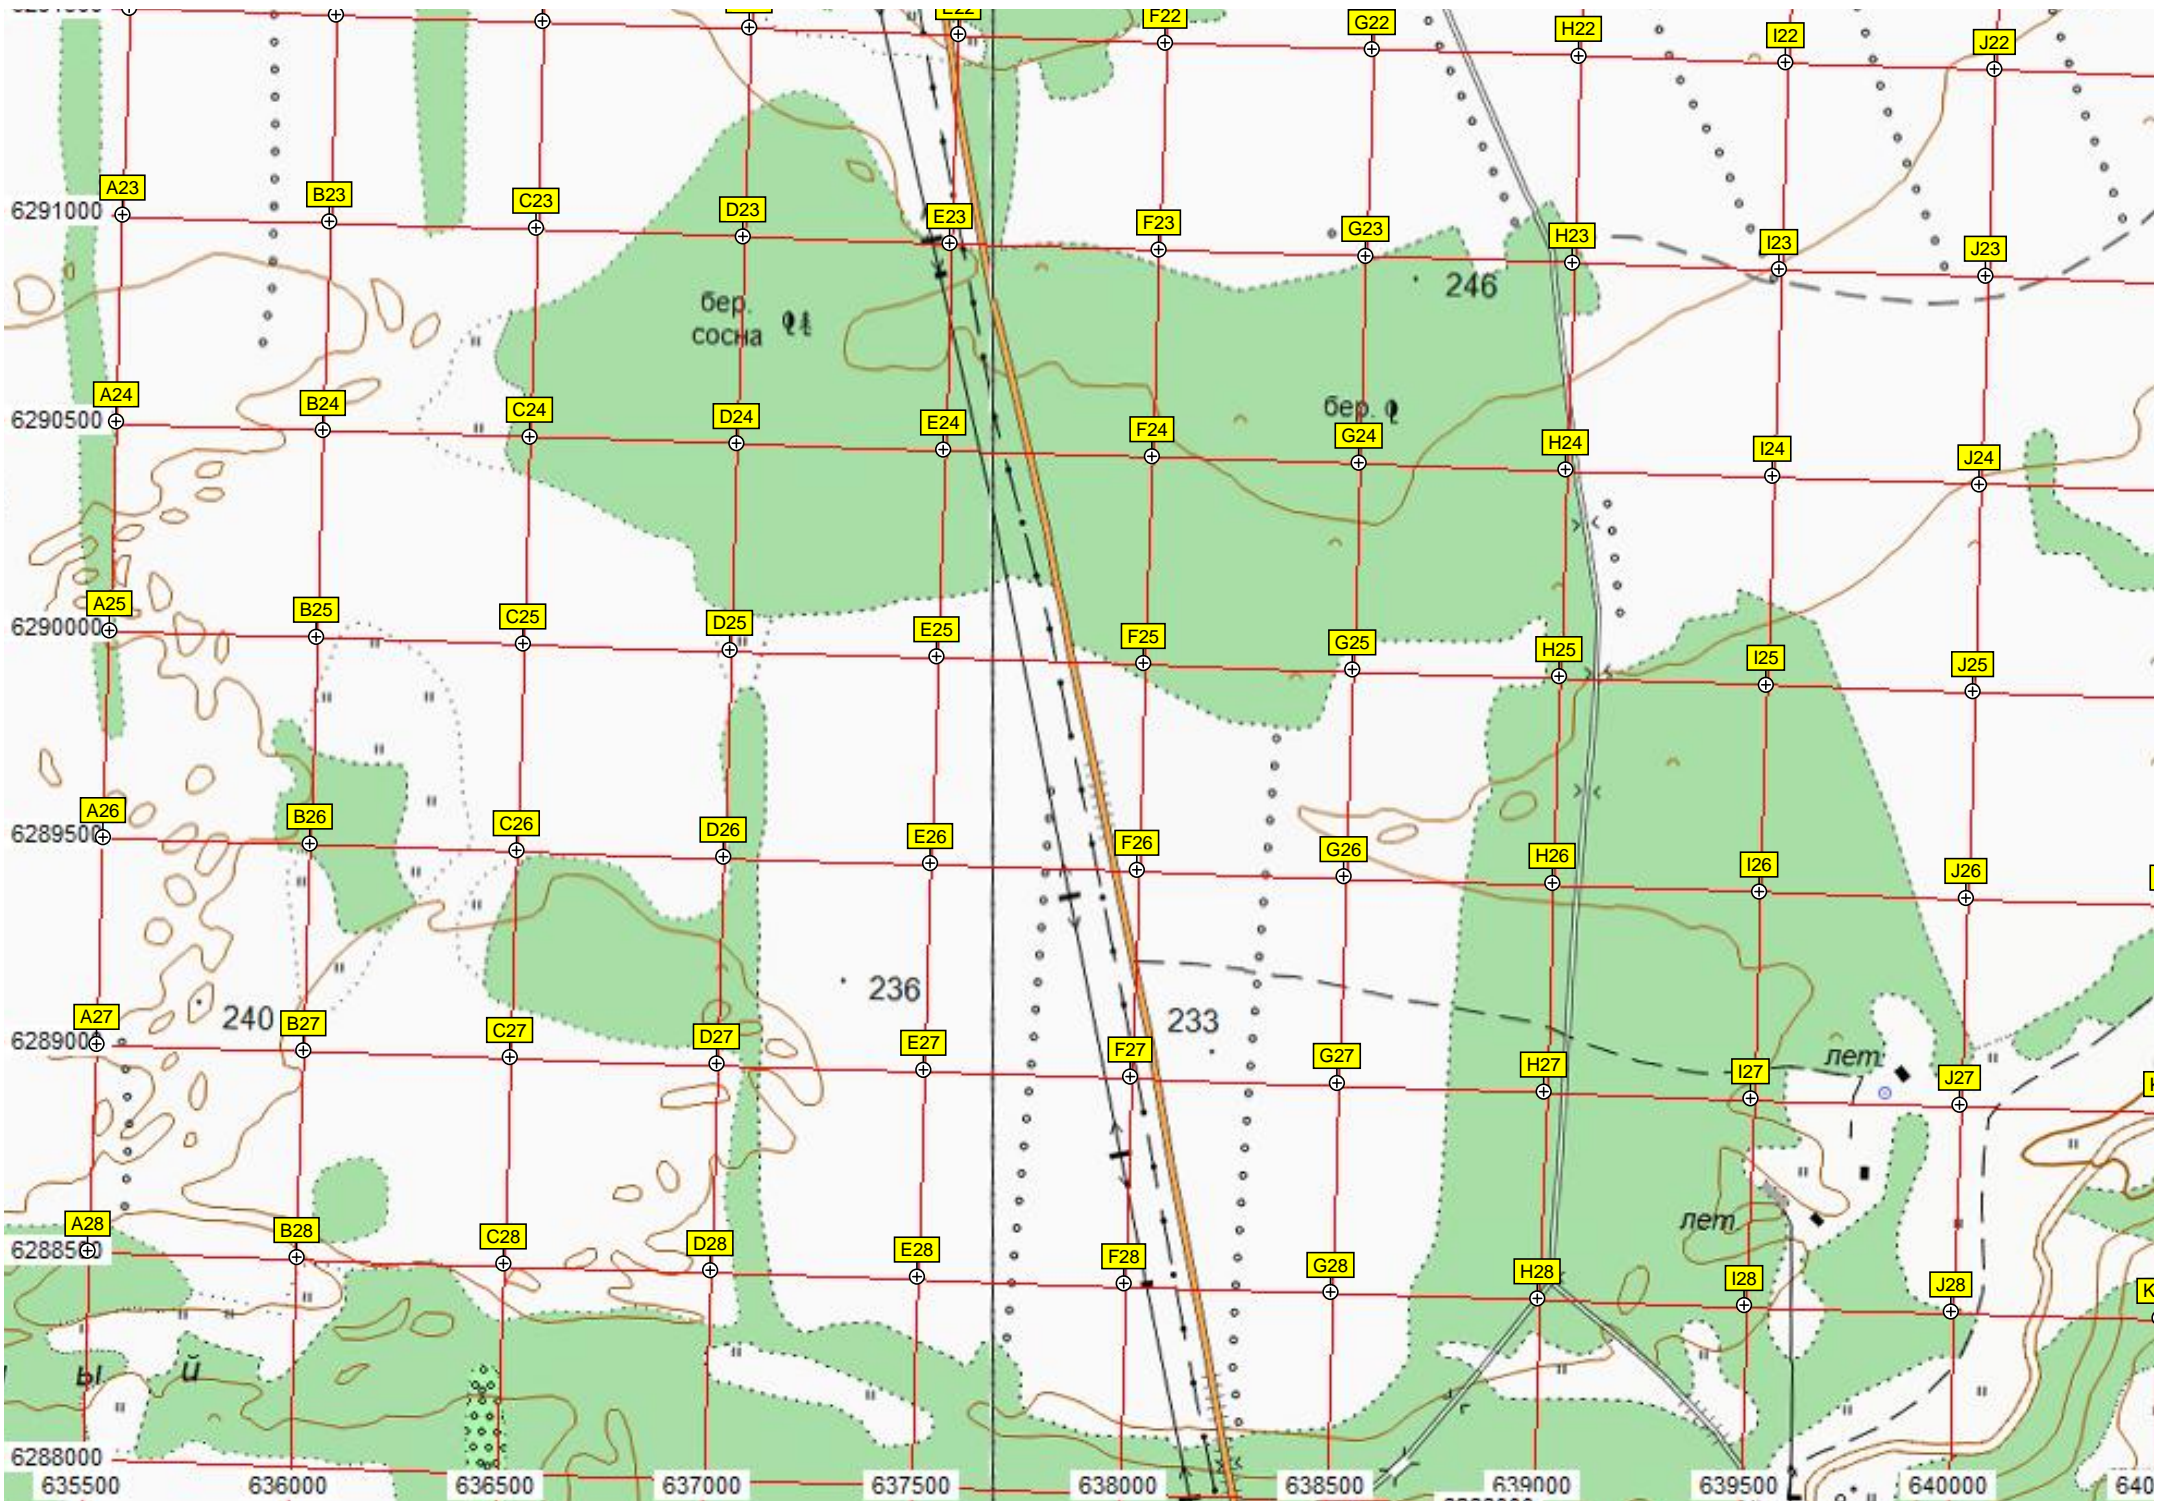 E22 F22 G22 H22 I22 J22
6291000 A23 B23 C23 D23 E23 F23 G23 H23 I23 J23
246
бер.
сосна
бер.
6290500 A24 B24 C24 D24 E24 F24 G24 H24 I24 J24
6290000 A25 B25 C25 D25 E25 F25 G25 H25 I25 J25
6289500 A26 B26 C26 D26 E26 F26 G26 H26 I26 J26
236
240
233
6289000 A27 B27 C27 D27 E27 F27 G27 H27 I27 J27
лет.
лет.
6288500 A28 B28 C28 D28 E28 F28 G28 H28 I28 J28
ы й
6288000
635500 636000 636500 637000 637500 638000 638500 639000 639500 640000